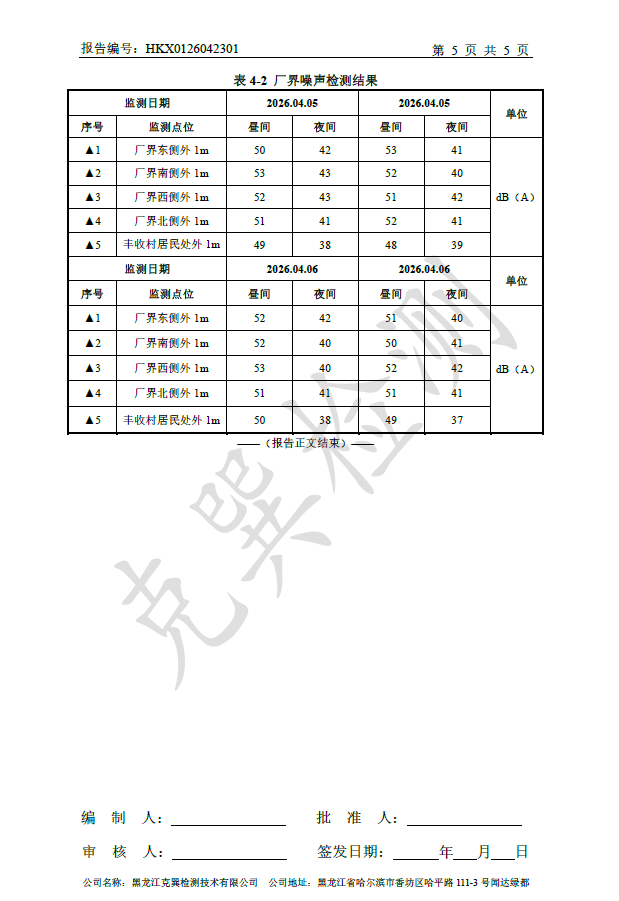 报告编号：HKX0126042301 第 5 页 共 5 页
表 4-2 厂界噪声检测结果
监测日期 2026.04.05 2026.04.05 单位
序号 监测点位 昼间 夜间 昼间 夜间
▲1 厂界东侧外 1m 50 42 53 41
▲2 厂界南侧外 1m 53 43 52 40
▲3 厂界西侧外 1m 52 43 51 42 dB（A）
▲4 厂界北侧外 1m 51 41 52 41
▲5 丰收村居民处外 1m 49 38 48 39
监测日期 2026.04.06 2026.04.06 单位
序号 监测点位 昼间 夜间 昼间 夜间
▲1 厂界东侧外 1m 52 42 51 40
▲2 厂界南侧外 1m 52 40 50 41
▲3 厂界西侧外 1m 53 40 52 42 dB（A）
▲4 厂界北侧外 1m 51 41 51 41
▲5 丰收村居民处外 1m 50 38 49 37
——（报告正文结束）——
克巽检测
编 制 人： 批 准 人：
审 核 人： 签发日期： 年 月 日
公司名称：黑龙江克巽检测技术有限公司 公司地址：黑龙江省哈尔滨市香坊区哈平路 111-3 号闻达绿都